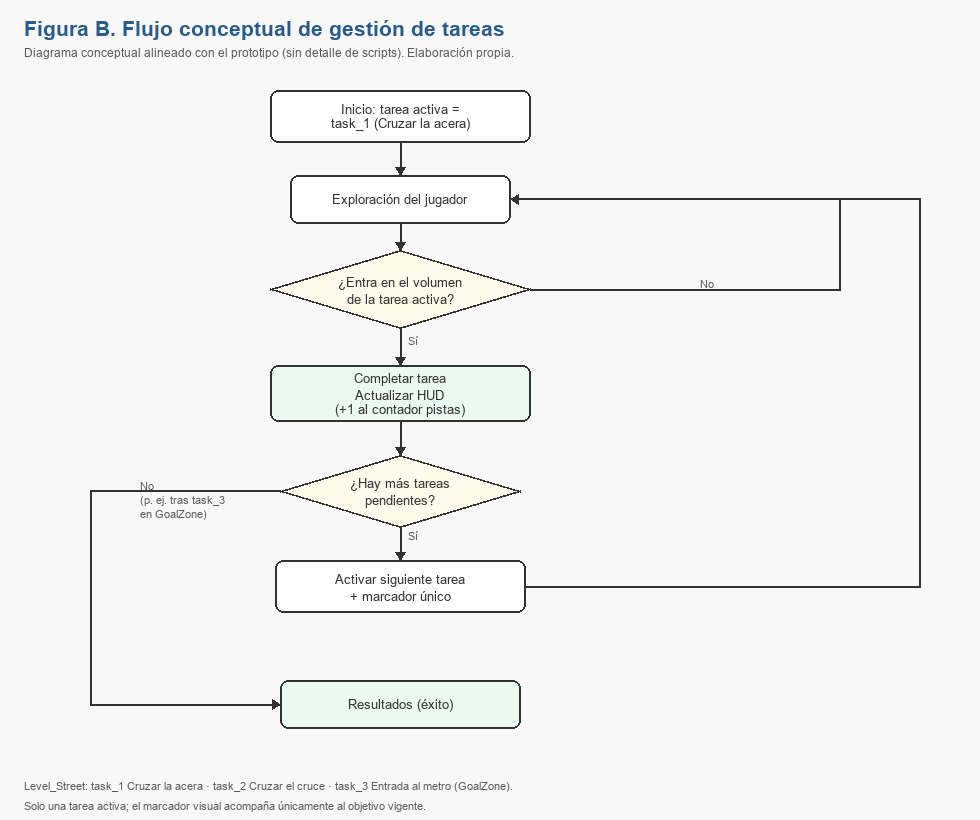 Figura B. Flujo conceptual de gestión de tareas
Diagrama conceptual alineado con el prototipo (sin detalle de scripts). Elaboración propia.
Inicio: tarea activa =
task_1 (Cruzar la acera)
Exploración del jugador
¿Entra en el volumen
de la tarea activa?
No
Sí
Completar tarea
Actualizar HUD
(+1 al contador pistas)
¿Hay más tareas
pendientes?
No
(p. ej. tras task_3
en GoalZone)
Sí
Activar siguiente tarea
+ marcador único
Resultados (éxito)
Level_Street: task_1 Cruzar la acera · task_2 Cruzar el cruce · task_3 Entrada al metro (GoalZone).
Solo una tarea activa; el marcador visual acompaña únicamente al objetivo vigente.